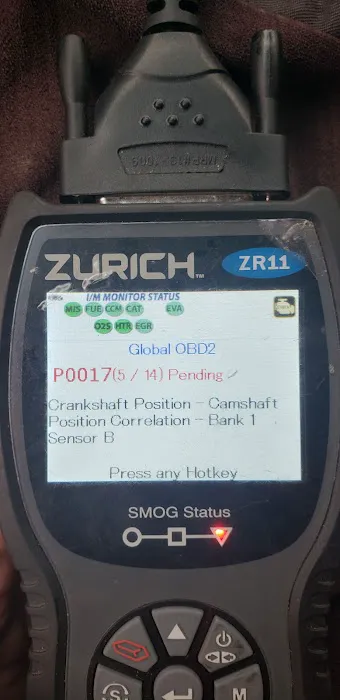 ZURICH™
ZR11
I/M MONITOR STATUS
MIS FUE CCM CAT EVA
O2S HTR EGR
Global OBD2
P0017(5 / 14) Pending
Crankshaft Position - Camshaft
Position Correlation - Bank 1
Sensor B
Press any Hotkey
SMOG Status
S
M